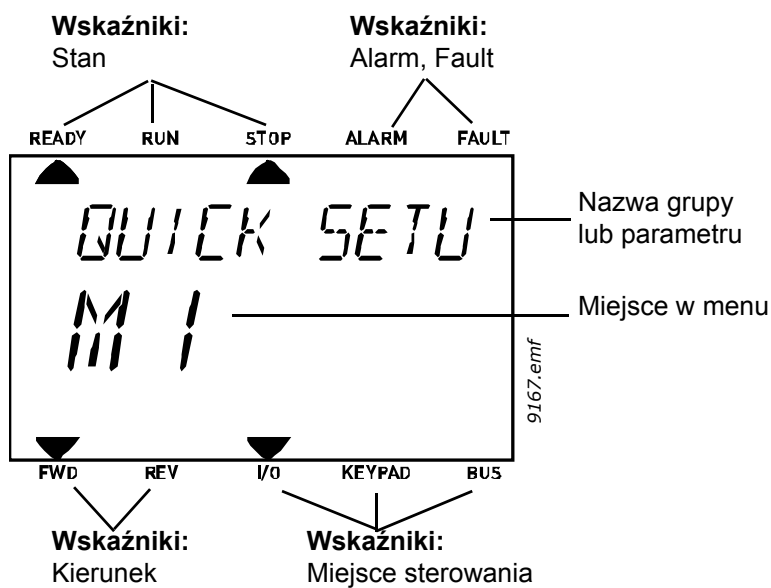 Wskaźniki: Wskaźniki:
Stan Alarm, Fault
READY RUN STOP ALARM FAULT
QUICK SETU
Nazwa grupy
lub parametru
M 1
Miejsce w menu
9167.emf
FWD REV I/O KEYPAD BUS
Wskaźniki: Wskaźniki:
Kierunek Miejsce sterowania